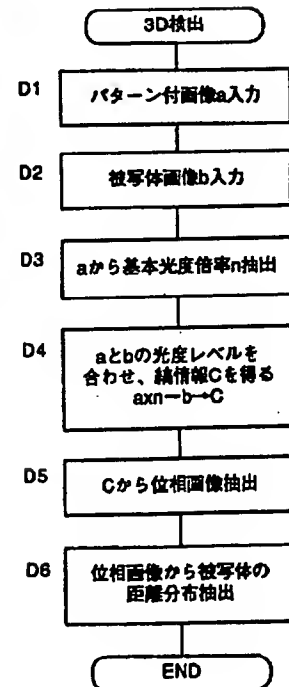 3D検出
D1
パターン付画像a入力
D2
被写体画像b入力
D3
aから基本光度倍率n抽出
D4
aとbの光度レベルを
合わせ、縞情報Cを得る
axn−b→C
D5
Cから位相画像抽出
D6
位相画像から被写体の
距離分布抽出
END